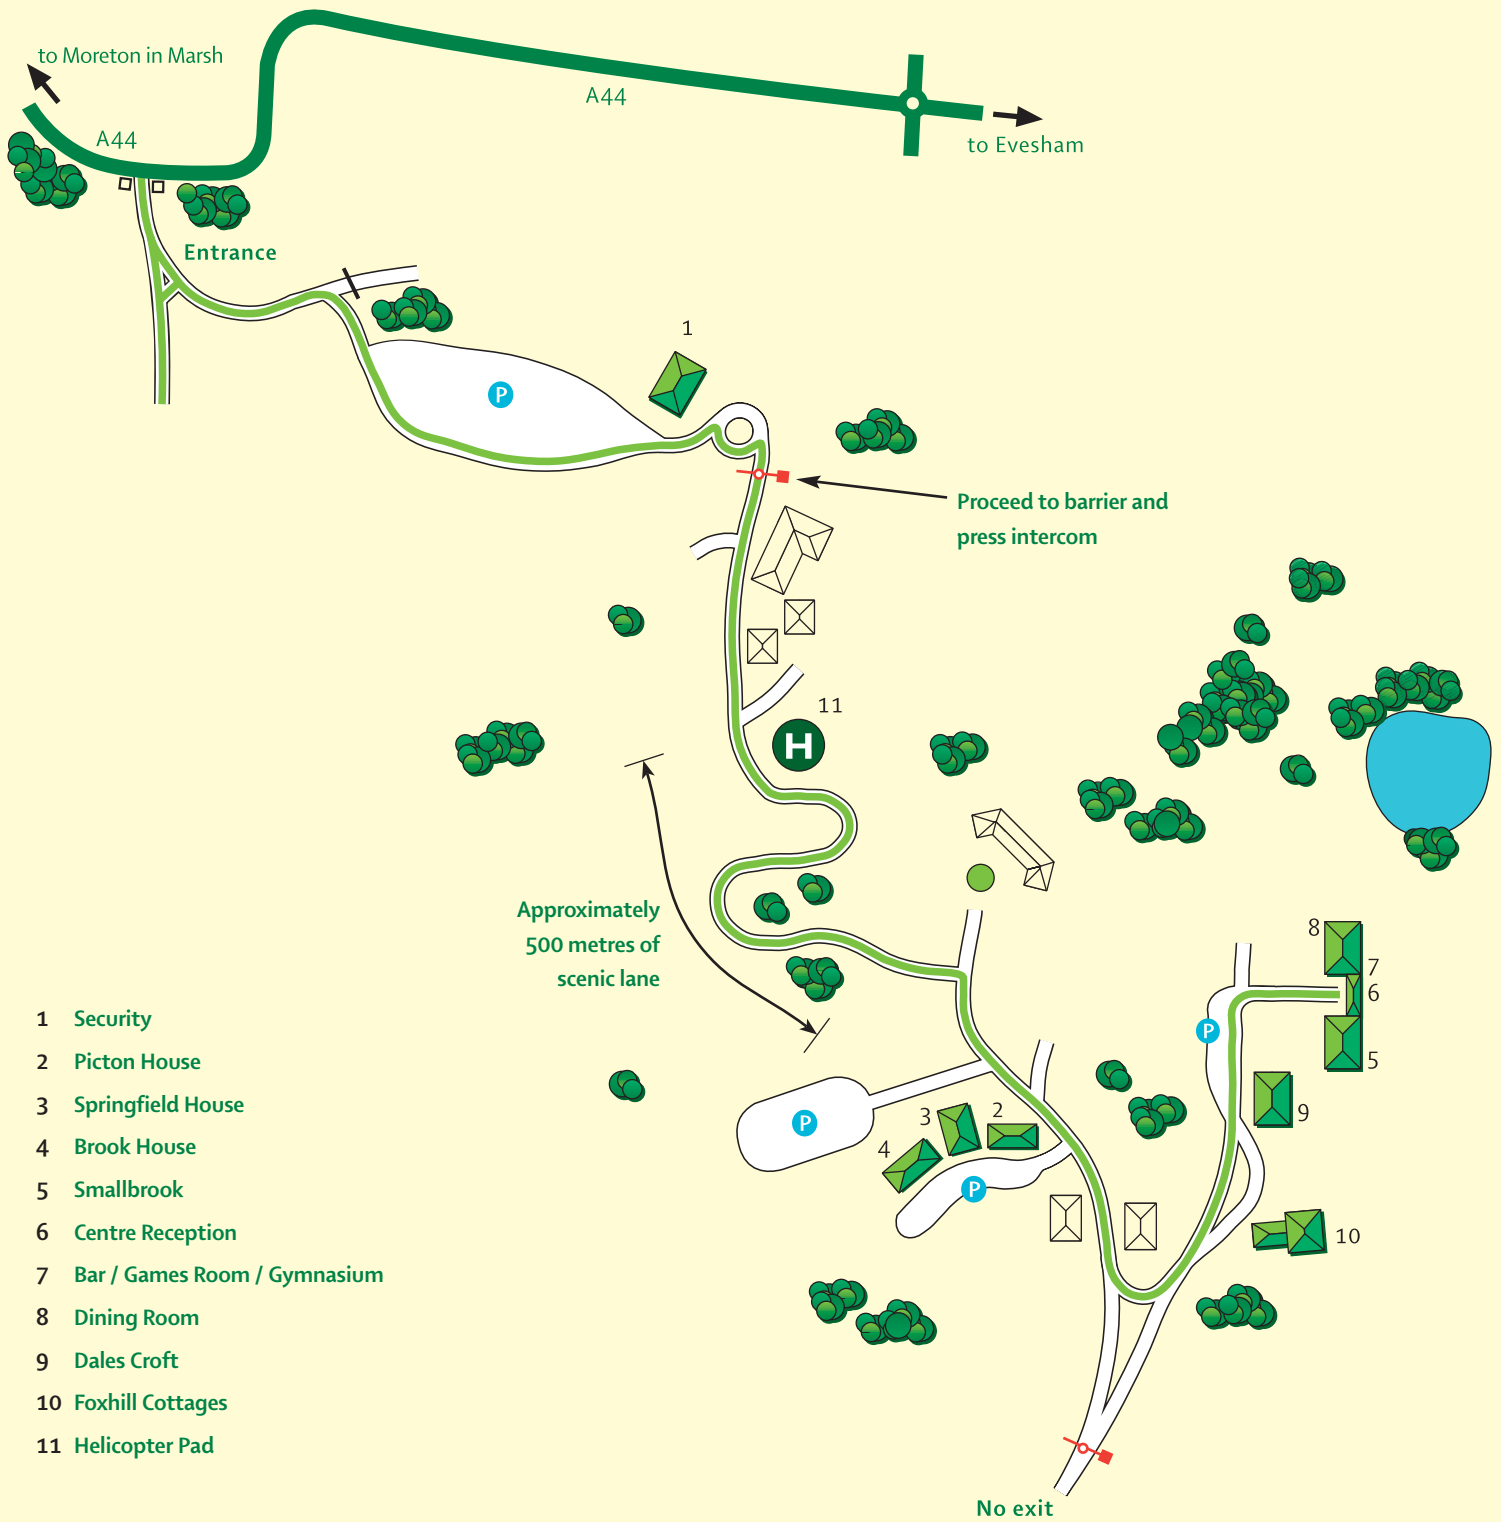 to Moreton in Marsh
A44
A44
to Evesham
Entrance
1
P
Proceed to barrier and
press intercom
11
H
Approximately
500 metres of
scenic lane
8
7
6
5
P
9
P
3
2
4
P
10
1 Security
2 Picton House
3 Springfield House
4 Brook House
5 Smallbrook
6 Centre Reception
7 Bar / Games Room / Gymnasium
8 Dining Room
9 Dales Croft
10 Foxhill Cottages
11 Helicopter Pad
No exit